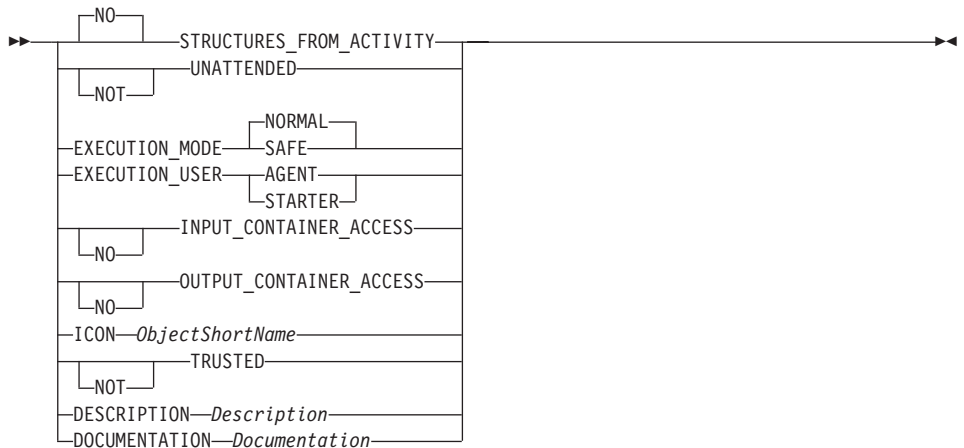 NO
STRUCTURES_FROM_ACTIVITY
UNATTENDED
NOT
NORMAL
EXECUTION_MODE SAFE
EXECUTION_USER AGENT
STARTER
INPUT_CONTAINER_ACCESS
NO
OUTPUT_CONTAINER_ACCESS
NO
ICON ObjectShortName
TRUSTED
NOT
DESCRIPTION Description
DOCUMENTATION Documentation